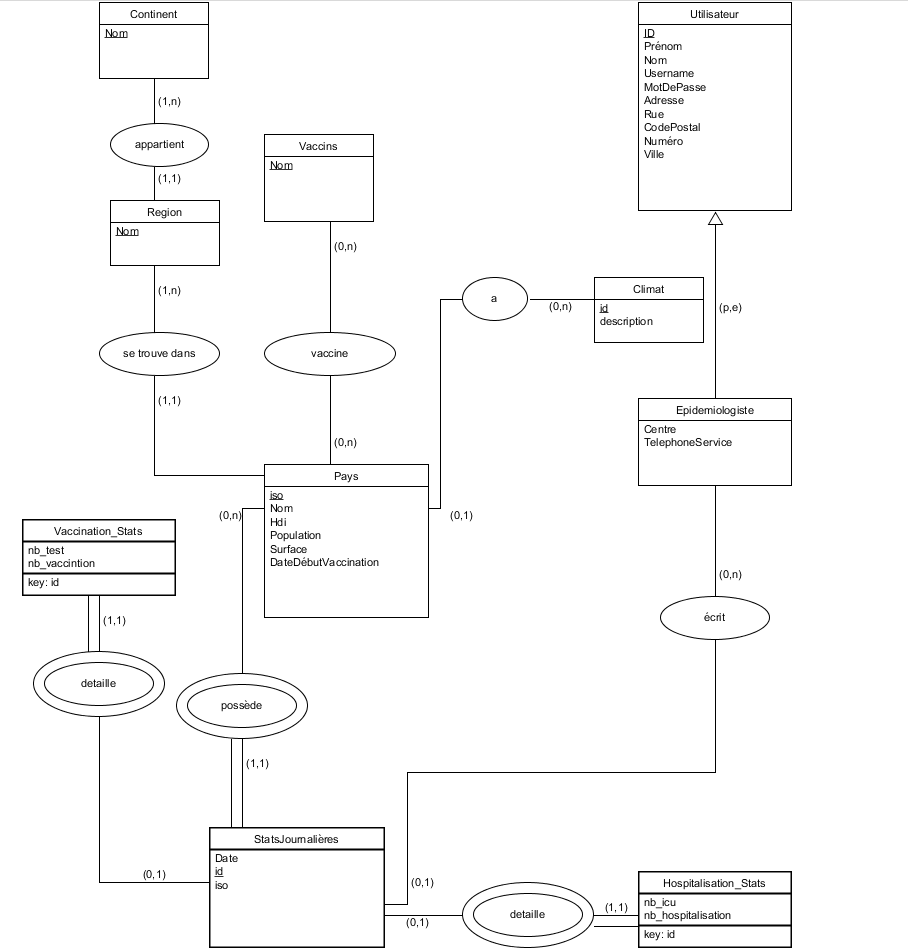 Continent
Nom
(1,n)
appartient
(1,1)
Region
Nom
(1,n)
se trouve dans
(1,1)
Vaccins
Nom
(0,n)
vaccine
(0,n)
Utilisateur
ID
Prénom
Nom
Username
MotDePasse
Adresse
Rue
CodePostal
Numéro
Ville
a
(0,n)
Climat
id
description
(p,e)
Epidemiologiste
Centre
TelephoneService
(0,n)
écrit
Pays
iso
Nom
Hdi
Population
Surface
DateDébutVaccination
(0,n)
(0,1)
Vaccination_Stats
nb_test
nb_vaccintion
key: id
(1,1)
detaille
possède
(1,1)
(0,1)
StatsJournalières
Date
id
iso
(0,1)
(0,1)
detaille
(1,1)
Hospitalisation_Stats
nb_icu
nb_hospitalisation
key: id